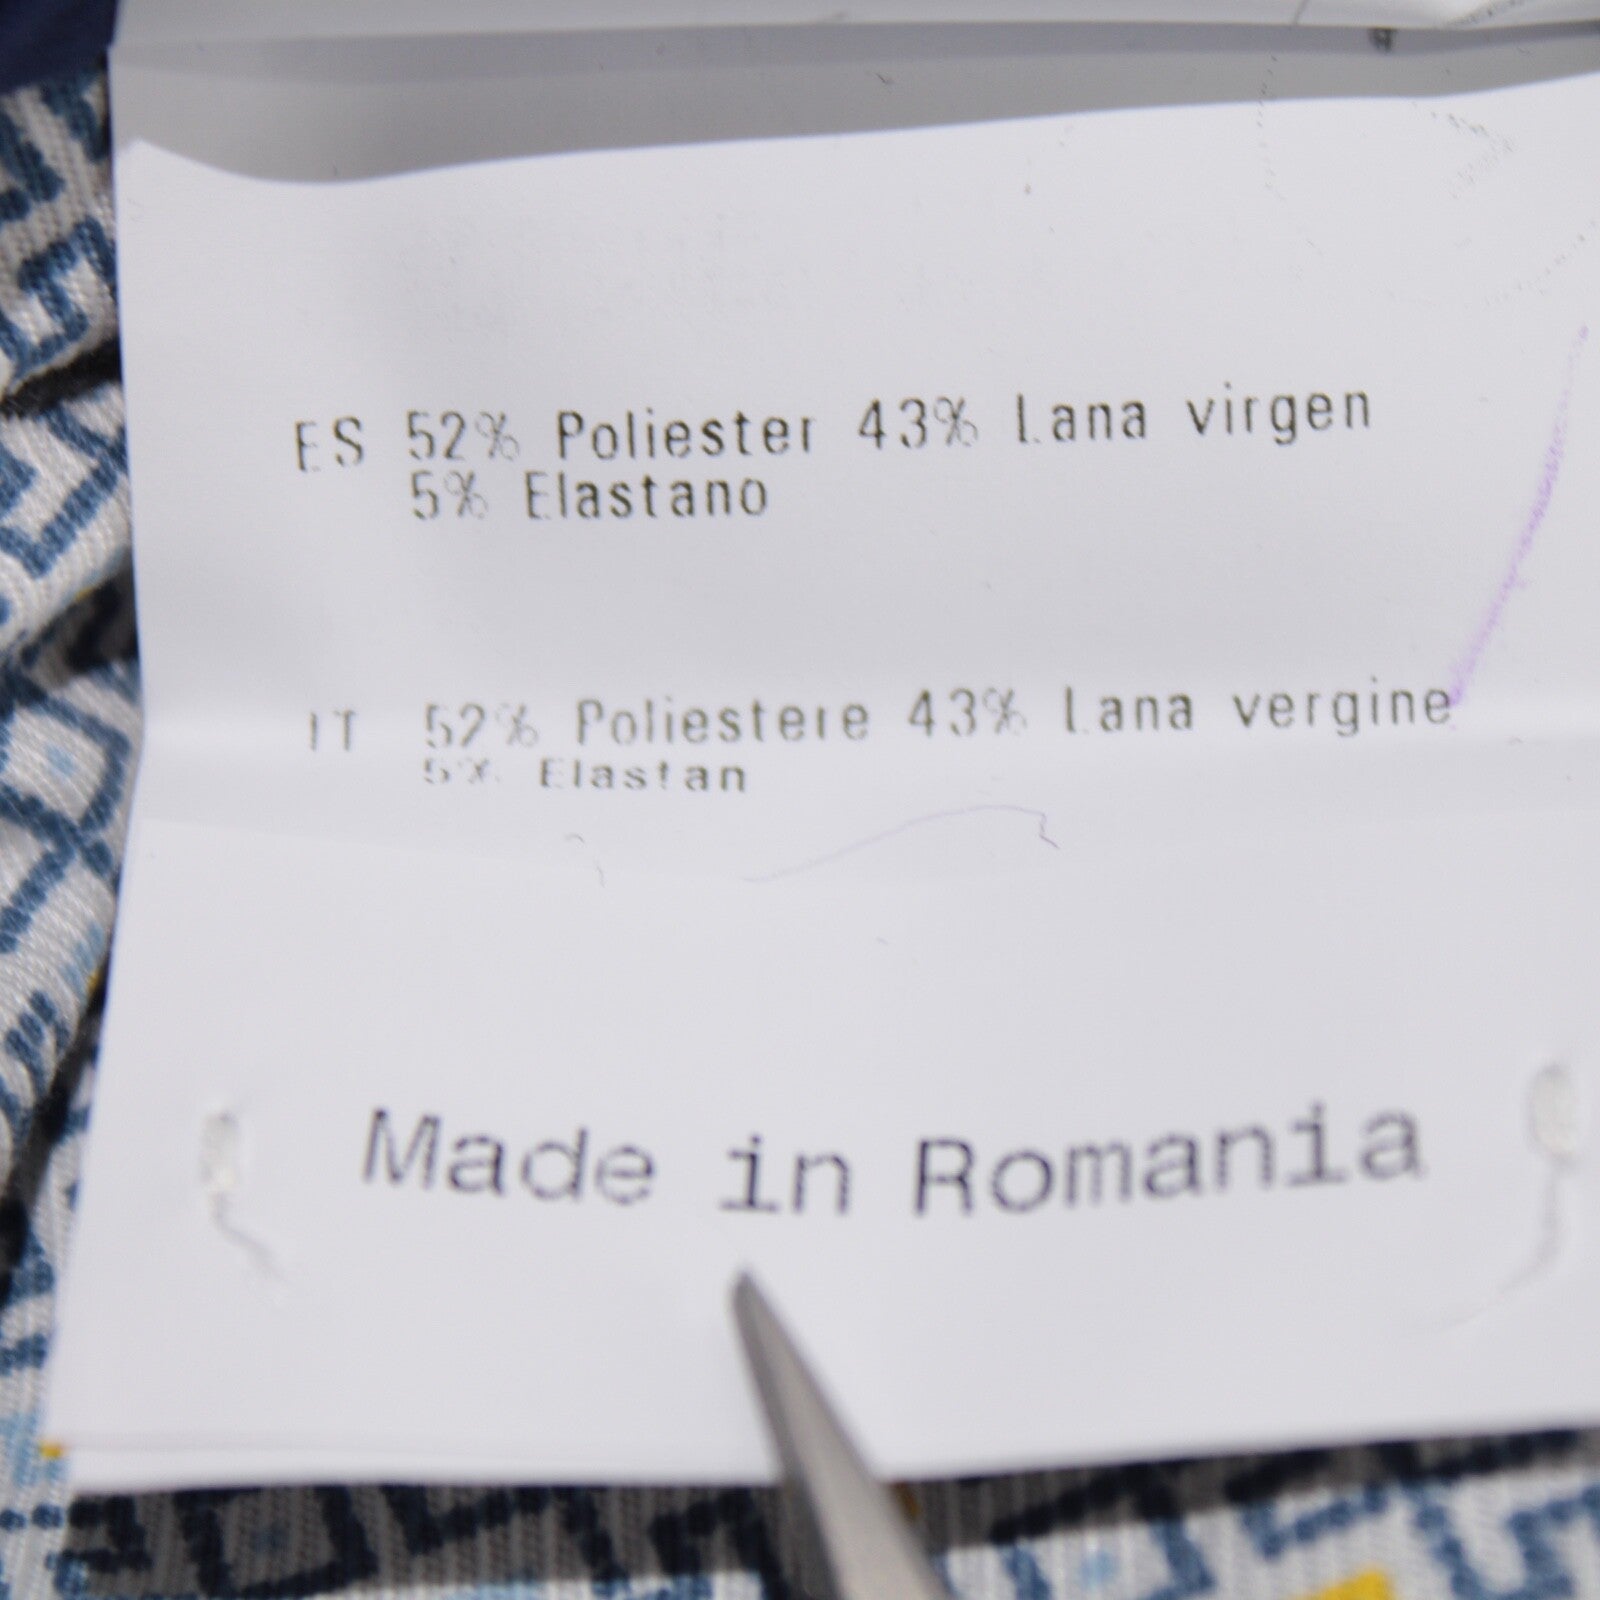 ES 52% Poliester 43% Lana virgen
5% Elastano
IT 52% Poliestere 43% Lana vergine
5% Elastan
Made in Romania